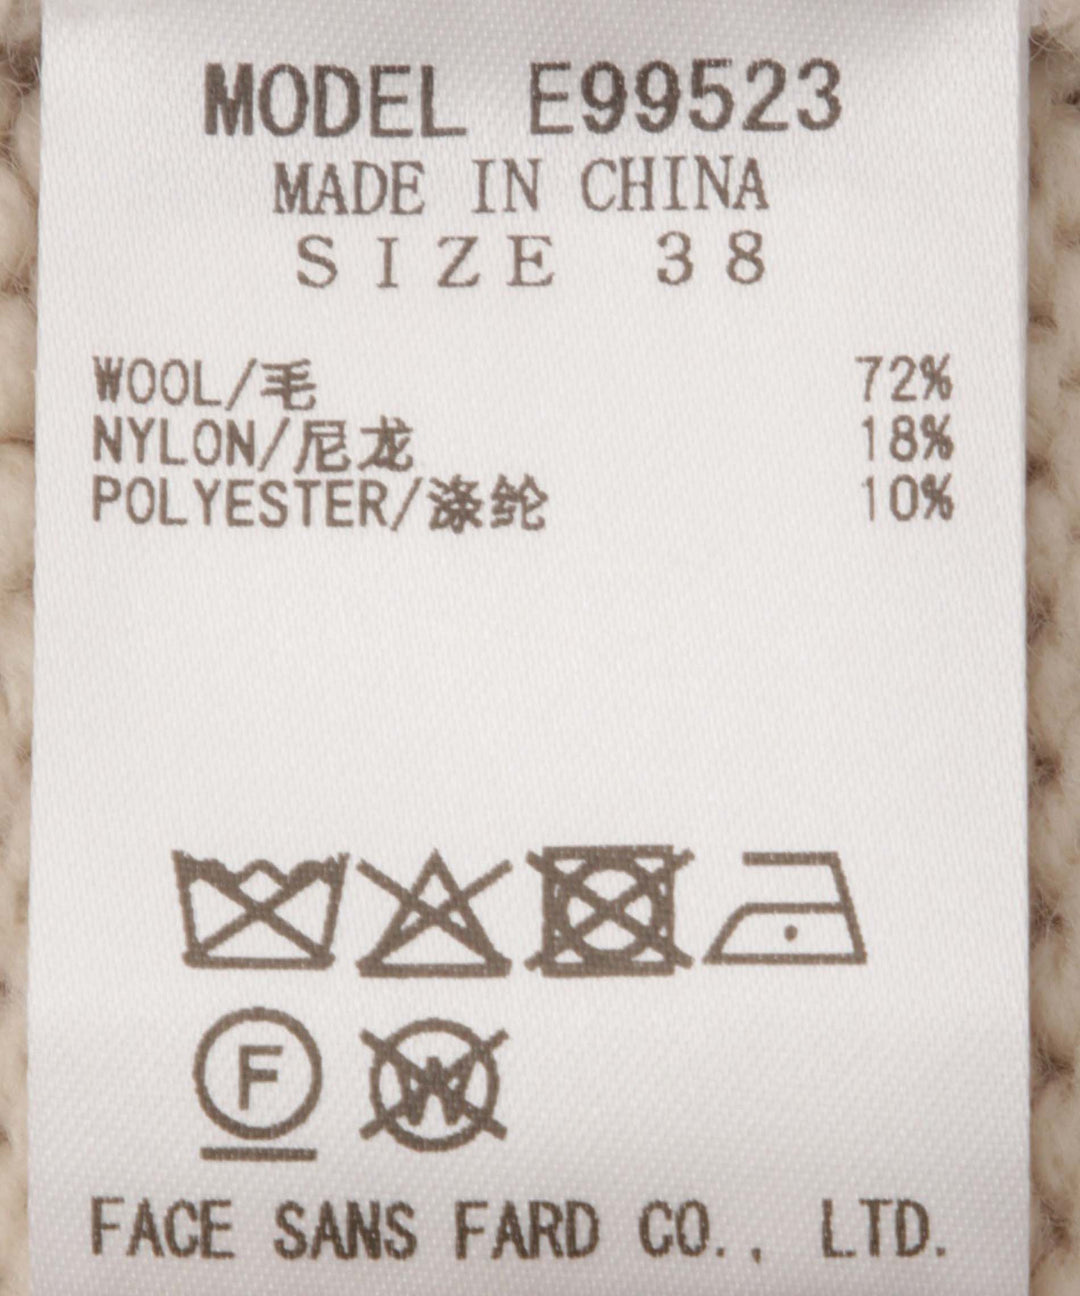 MODEL E99523
MADE IN CHINA
SIZE 38
WOOL/毛 72%
NYLON/尼龙 18%
POLYESTER/涤纶 10%
F W
FACE SANS FARD CO., LTD.